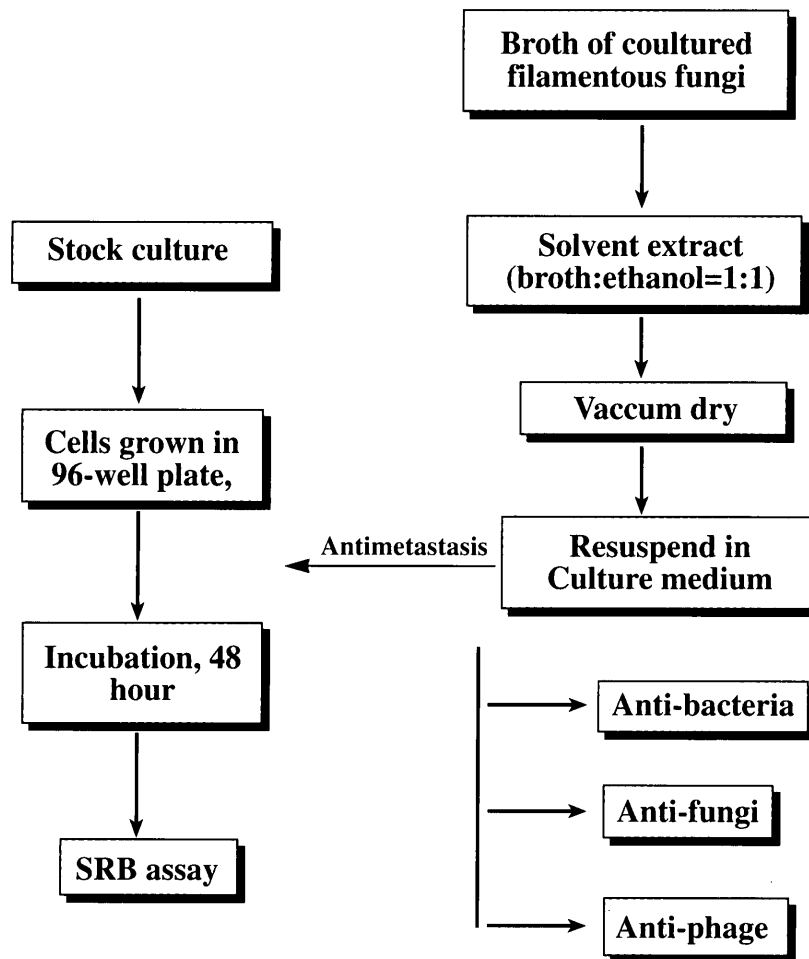 Broth of coultured
filamentous fungi
Stock culture
Solvent extract
(broth:ethanol=1:1)
Cells grown in
96-well plate,
Vaccum dry
Antimetastasis
Resuspend in
Culture medium
Incubation, 48
hour
Anti-bacteria
Anti-fungi
SRB assay
Anti-phage